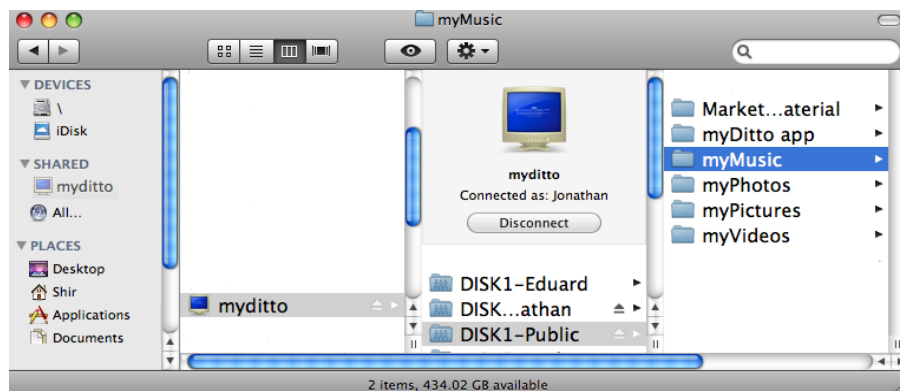 myMusic
DEVICES
\
iDisk
SHARED
myditto
All...
PLACES
Desktop
Shir
Applications
Documents
myditto
myditto
Connected as: Jonathan
Disconnect
DISK1-Eduard
DISK...athan
DISK1-Public
Market...aterial
myDitto app
myMusic
myPhotos
myPictures
myVideos
2 items, 434.02 GB available